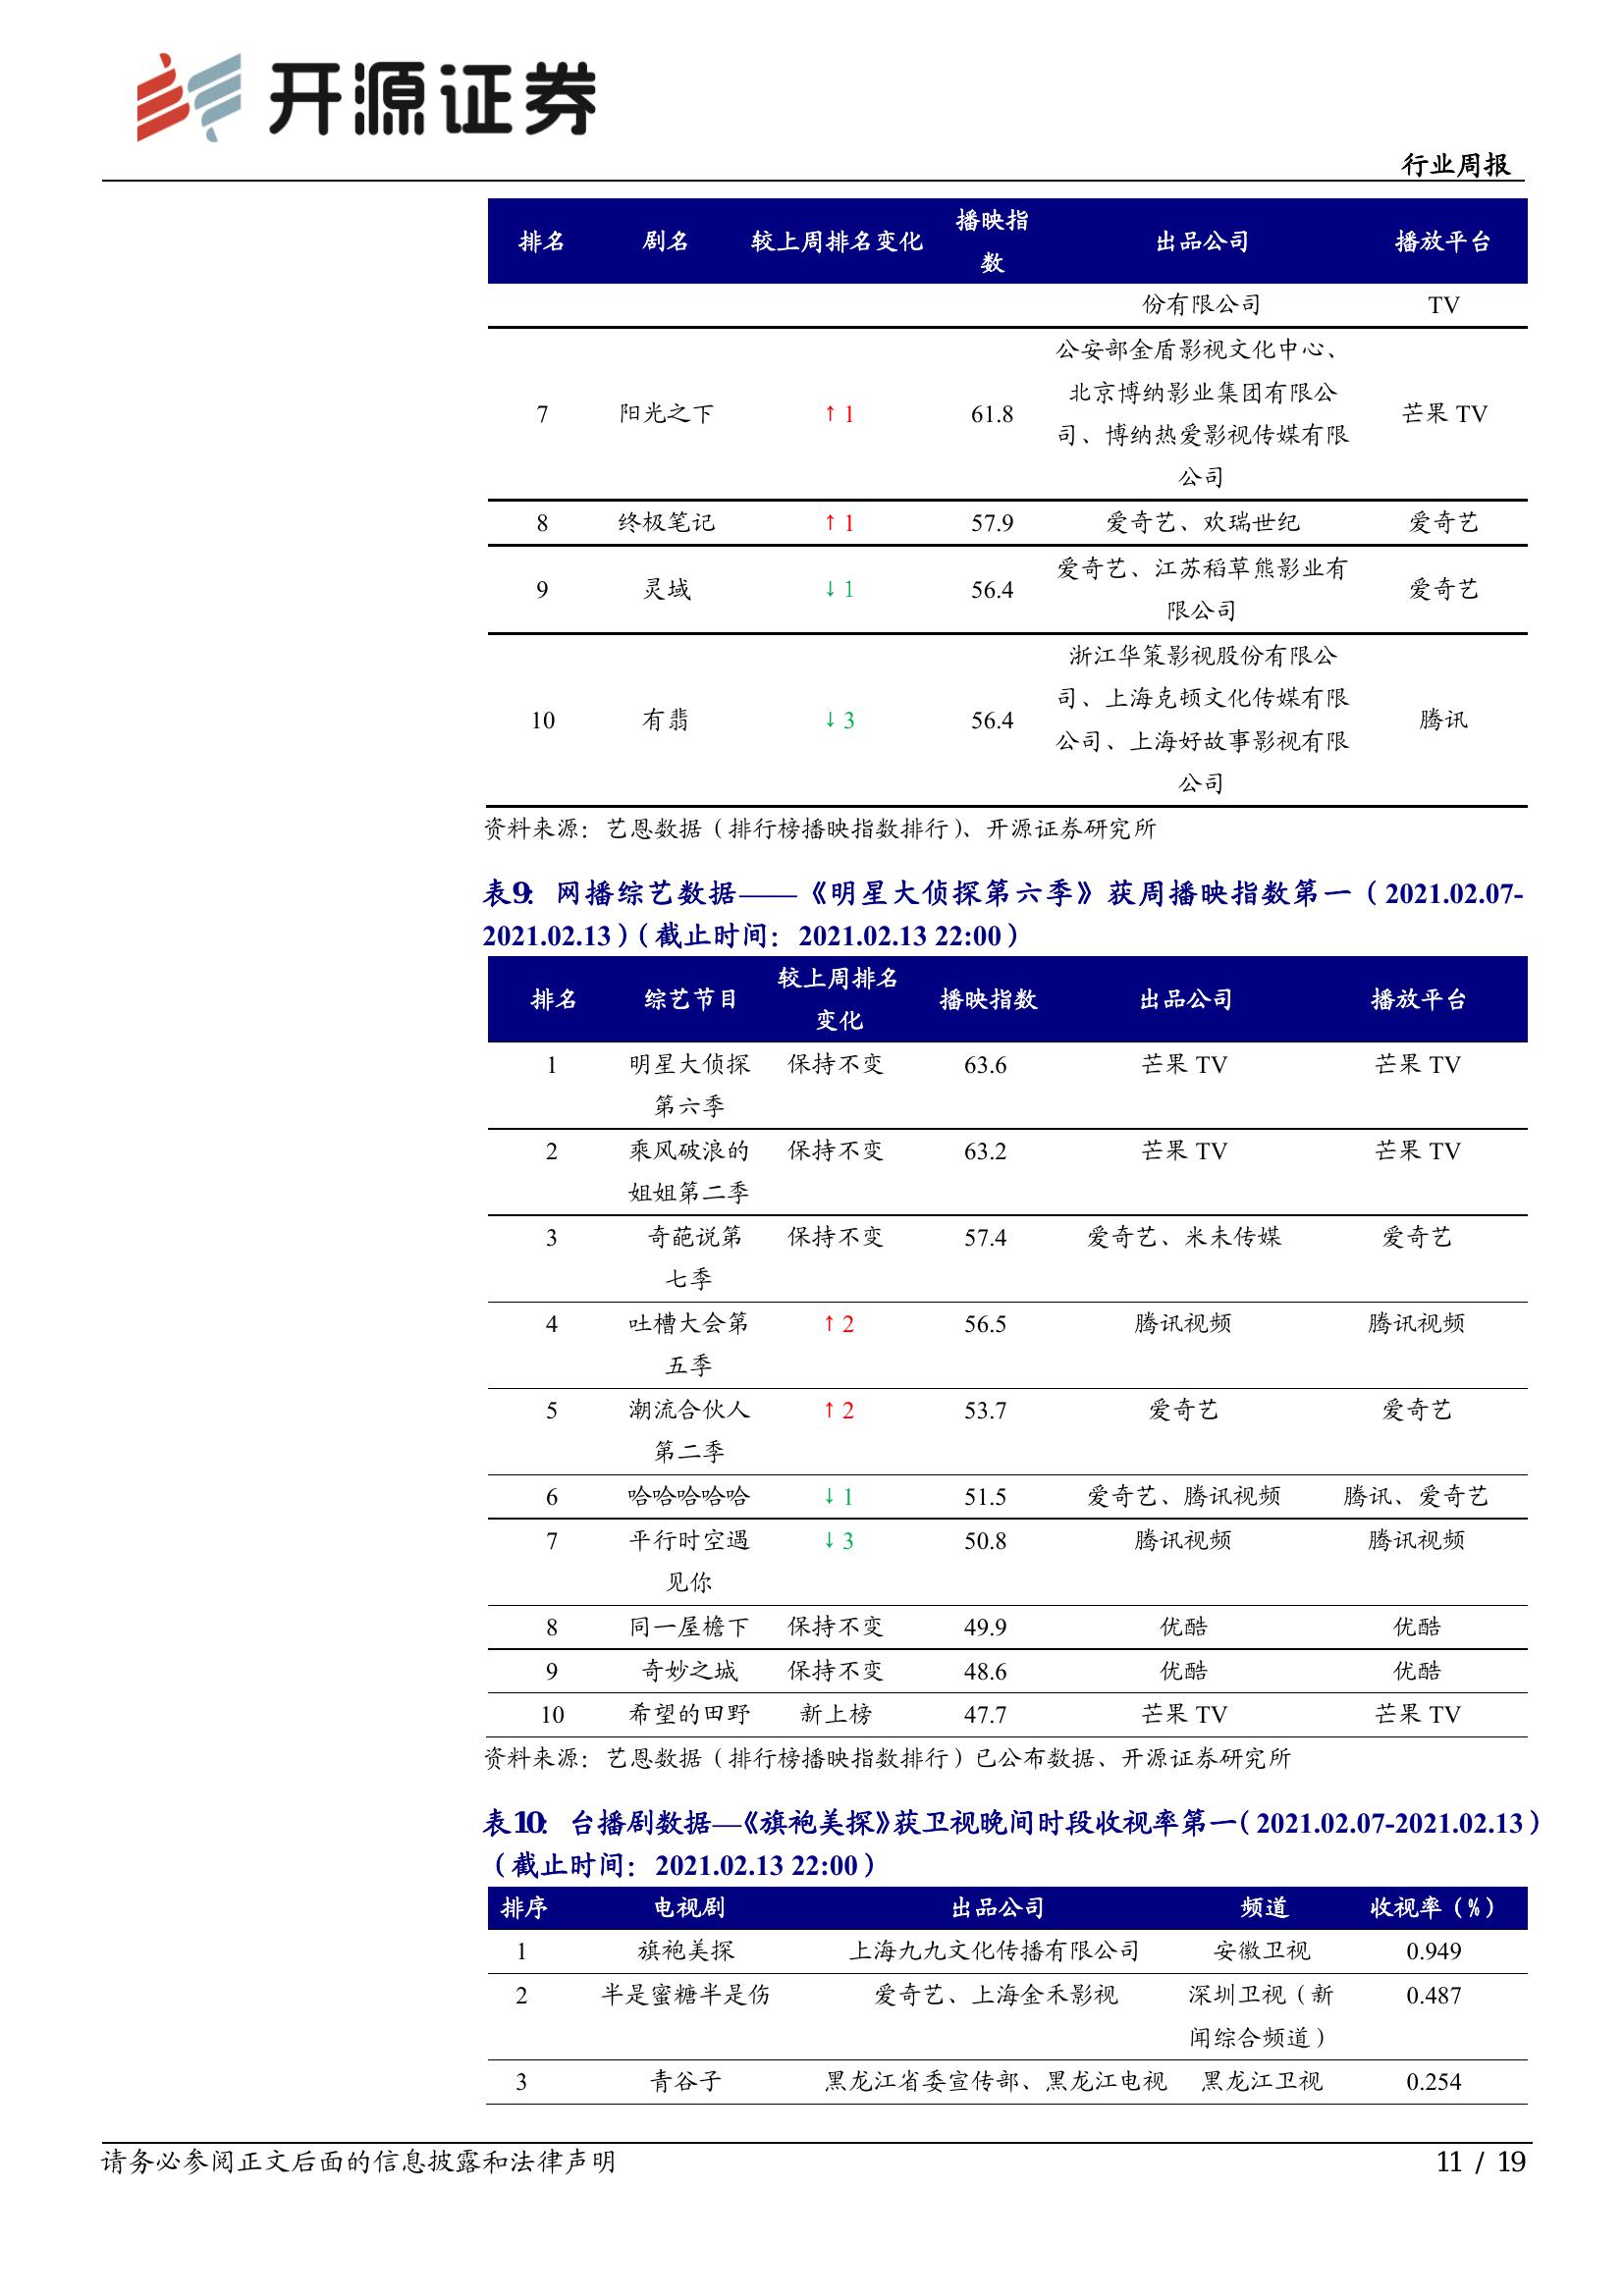 开源证券
行业周报
排名 剧名 较上周排名变化 播映指数 出品公司 播放平台
份有限公司 TV
7 阳光之下 ↑1 61.8 公安部金盾影视文化中心、北京博纳影业集团有限公司、博纳热爱影视传媒有限公司 芒果 TV
8 终极笔记 ↑1 57.9 爱奇艺、欢瑞世纪 爱奇艺
9 灵域 ↓1 56.4 爱奇艺、江苏稻草熊影业有限公司 爱奇艺
10 有翡 ↓3 56.4 浙江华策影视股份有限公司、上海克顿文化传媒有限公司、上海好故事影视有限公司 腾讯
资料来源：艺恩数据（排行榜播映指数排行）、开源证券研究所
表9：网播综艺数据——《明星大侦探第六季》获周播映指数第一（2021.02.07-
2021.02.13）（截止时间：2021.02.13 22:00）
排名 综艺节目 较上周排名变化 播映指数 出品公司 播放平台
1 明星大侦探第六季 保持不变 63.6 芒果 TV 芒果 TV
2 乘风破浪的姐姐第二季 保持不变 63.2 芒果 TV 芒果 TV
3 奇葩说第七季 保持不变 57.4 爱奇艺、米未传媒 爱奇艺
4 吐槽大会第五季 ↑2 56.5 腾讯视频 腾讯视频
5 潮流合伙人第二季 ↑2 53.7 爱奇艺 爱奇艺
6 哈哈哈哈哈 ↓1 51.5 爱奇艺、腾讯视频 腾讯、爱奇艺
7 平行时空遇见你 ↓3 50.8 腾讯视频 腾讯视频
8 同一屋檐下 保持不变 49.9 优酷 优酷
9 奇妙之城 保持不变 48.6 优酷 优酷
10 希望的田野 新上榜 47.7 芒果 TV 芒果 TV
资料来源：艺恩数据（排行榜播映指数排行）已公布数据、开源证券研究所
表10：台播剧数据—《旗袍美探》获卫视晚间时段收视率第一（2021.02.07-2021.02.13）
（截止时间：2021.02.13 22:00）
排序 电视剧 出品公司 频道 收视率（%）
1 旗袍美探 上海九九文化传播有限公司 安徽卫视 0.949
2 半是蜜糖半是伤 爱奇艺、上海金禾影视 深圳卫视（新闻综合频道） 0.487
3 青谷子 黑龙江省委宣传部、黑龙江电视 黑龙江卫视 0.254
请务必参阅正文后面的信息披露和法律声明
11 / 19